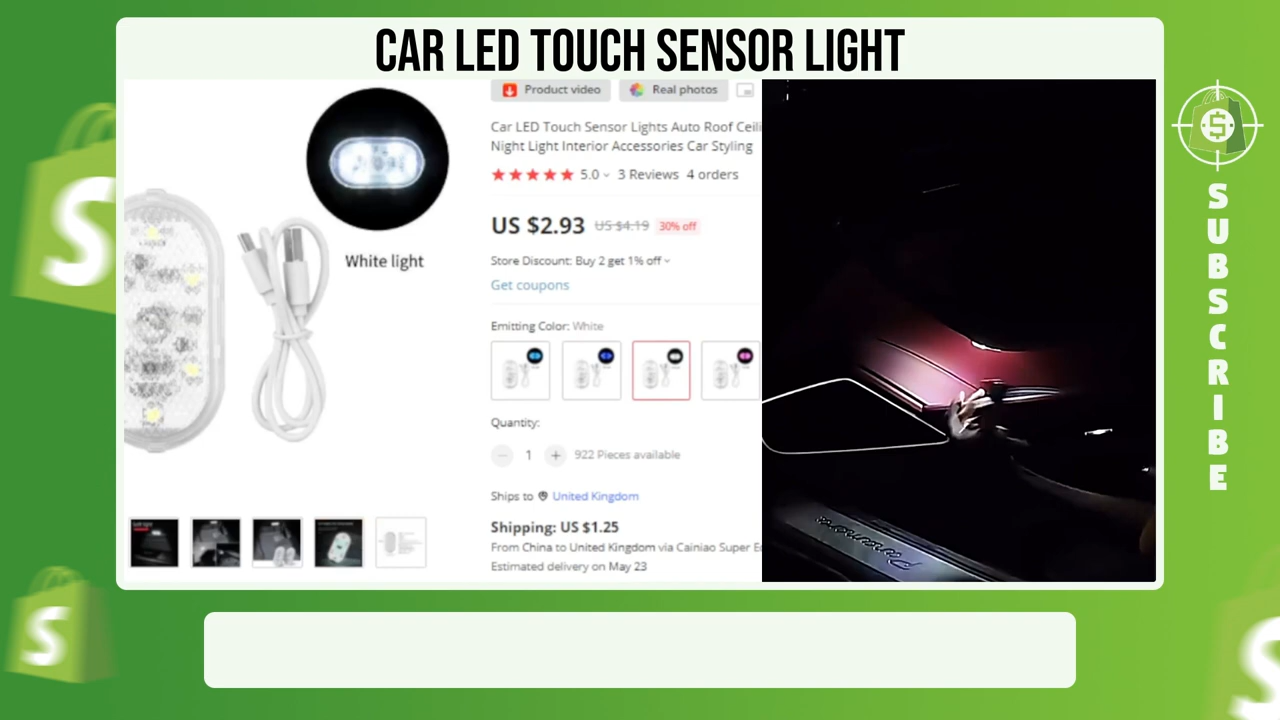 CAR LED TOUCH SENSOR LIGHT
Product video
Real photos
Car LED Touch Sensor Lights Auto Roof Ceili
Night Light Interior Accessories Car Styling
5.0 3 Reviews 4 orders
US $2.93 US $4.19 30% off
Store Discount: Buy 2 get 1% off
Get coupons
White light
Emitting Color: White
Quantity:
1
922 Pieces available
Ships to United Kingdom
Shipping: US $1.25
From China to United Kingdom via Cainiao Super E
Estimated delivery on May 23
Panamera
SUBSCRIBE